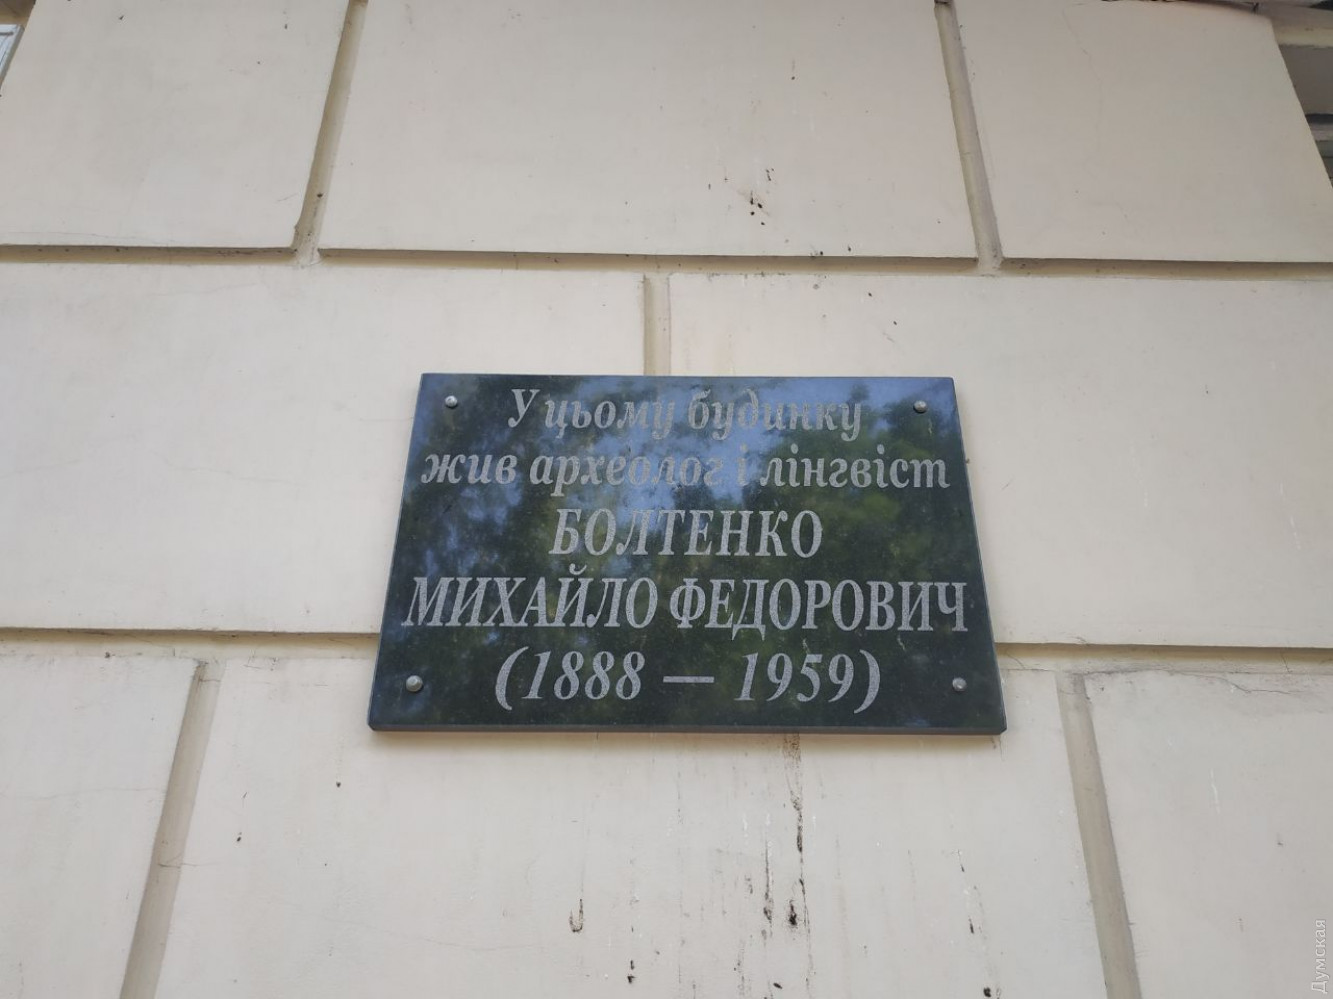 У цьому будинку
жив археолог і лінгвіст
БОЛТЕНКО
МИХАЙЛО ФЕДОРОВИЧ
(1888 — 1959)
Думская